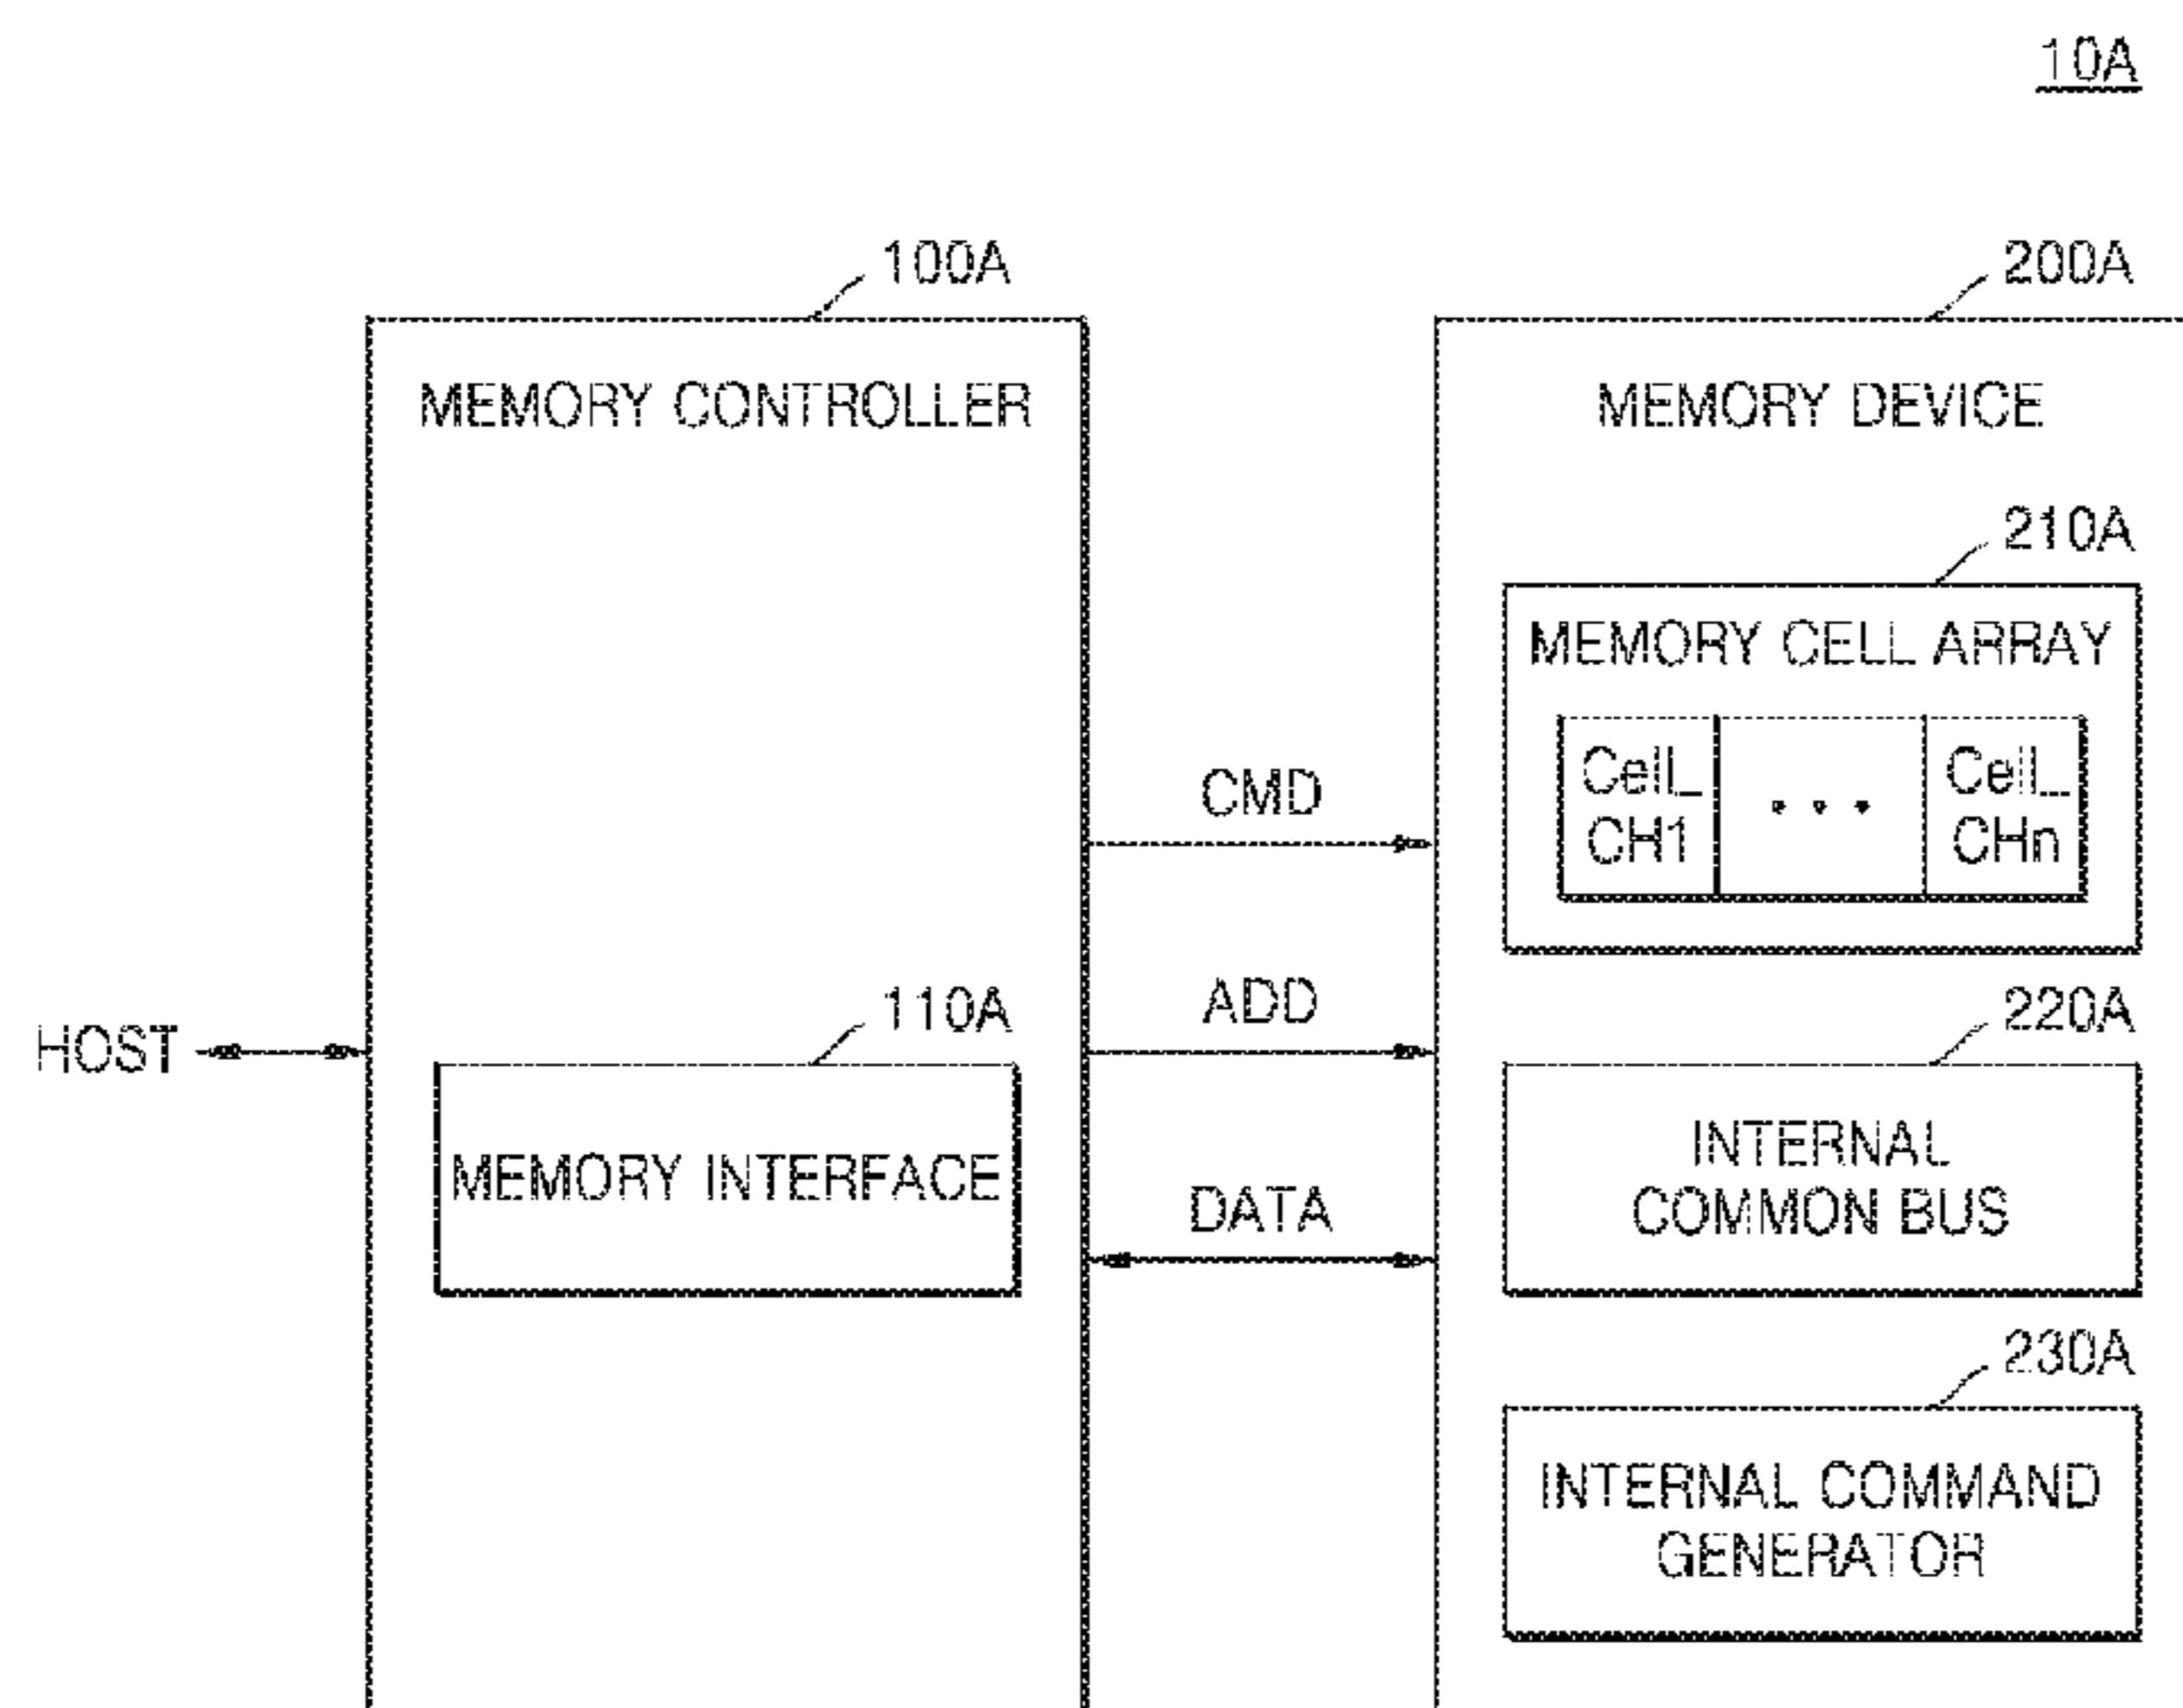 10A
100A
200A
MEMORY CONTROLLER
MEMORY DEVICE
210A
MEMORY CELL ARRAY
Cell_
CH1
• • •
Cell_
CHn
CMD
ADD
110A
220A
HOST
MEMORY INTERFACE
INTERNAL
COMMON BUS
DATA
230A
INTERNAL COMMAND
GENERATOR